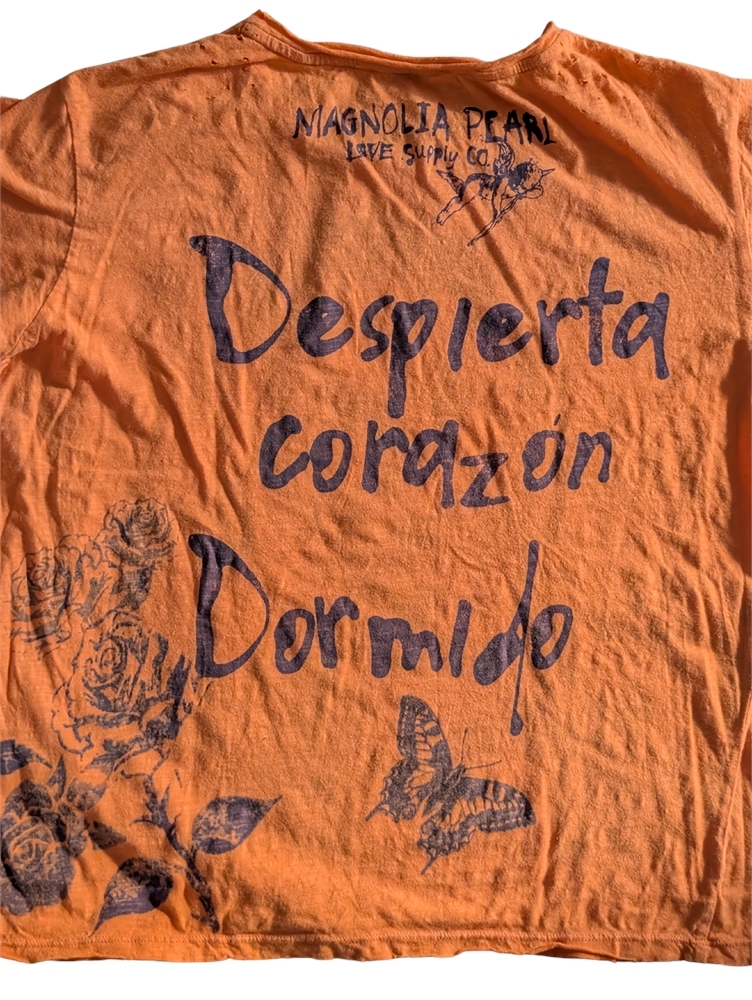 MAGNOLIA PEARL
LOVE Supply CO.
Despierta
corazón
Dormido